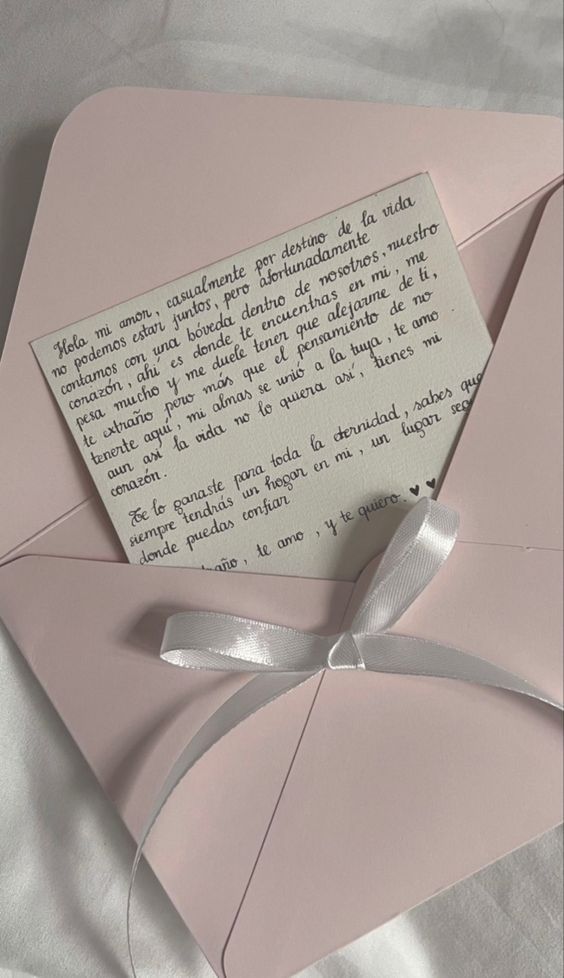 Hola mi amor, casualmente por destino de la vida
no podemos estar juntos, pero afortunadamente
contamos con una bóveda dentro de nosotros, nuestro
corazón, ahí es donde te encuentras en mi, me
pesa mucho y me duele tener que alejarme de ti,
te extraño pero más que el pensamiento de no
tenerte aquí, mi almas se unió a la tuya, te amo
aun así la vida no lo quiera así, tienes mi
corazón.
Te lo ganaste para toda la eternidad, sabes que
siempre tendrás un hogar en mi, un lugar
donde puedas confiar
te amo, y te quiero. ♥♥